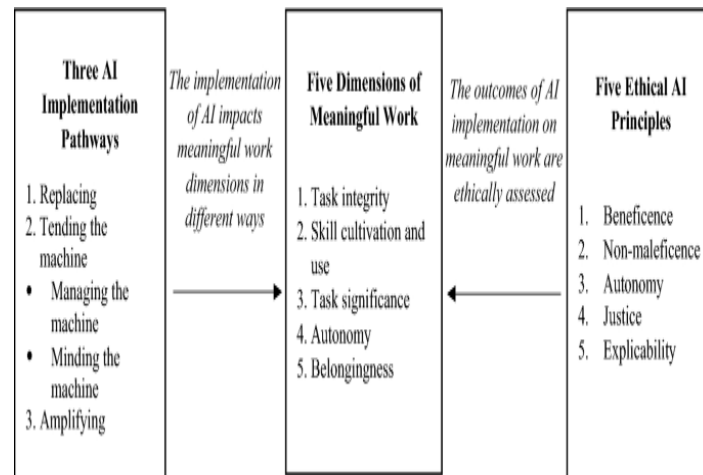 Three AI
Implementation
Pathways
1. Replacing
2. Tending the
machine
• Managing the
machine
• Minding the
machine
3. Amplifying
The implementation
of AI impacts
meaningful work
dimensions in
different ways
Five Dimensions of
Meaningful Work
1. Task integrity
2. Skill cultivation and
use
3. Task significance
4. Autonomy
5. Belongingness
The outcomes of AI
implementation on
meaningful work are
ethically assessed
Five Ethical AI
Principles
1. Beneficence
2. Non-maleficence
3. Autonomy
4. Justice
5. Explicability